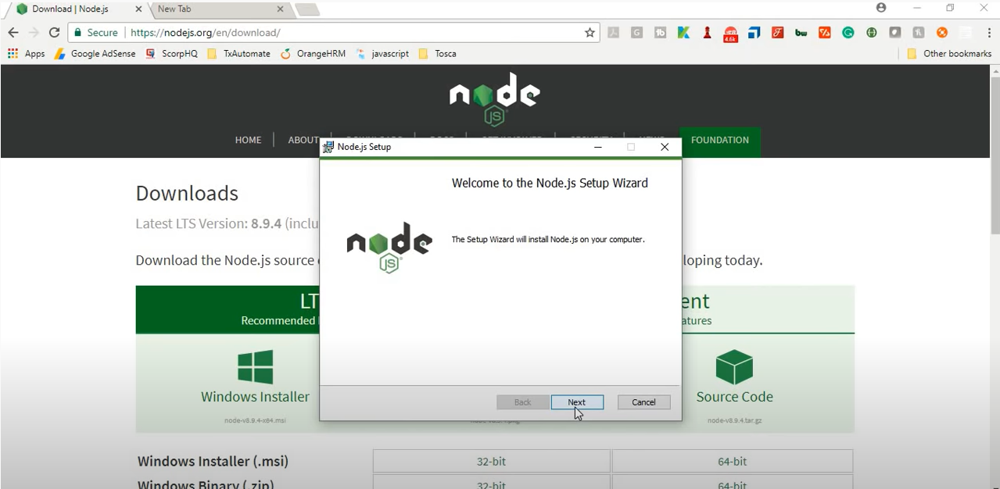 Download | Node.js
New Tab
Secure
https://nodejs.org/en/download/
4.6k
bw
Apps
Google AdSense
ScorpHQ
TxAutomate
OrangeHRM
javascript
Tosca
Other bookmarks
node
JS
HOME
ABOUT
FOUNDATION
Node.js Setup
Welcome to the Node.js Setup Wizard
node
JS
The Setup Wizard will install Node.js on your computer.
Back
Next
Cancel
Downloads
Latest LTS Version: 8.9.4 (inclu
Download the Node.js source
loping today.
LT
Recommended
ent
atures
Windows Installer
node-v8.9.4-x64.msi
Source Code
node-v8.9.4.tar.gz
Windows Installer (.msi)
32-bit
64-bit
Windows Binary (.zip)
32-bit
64-bit